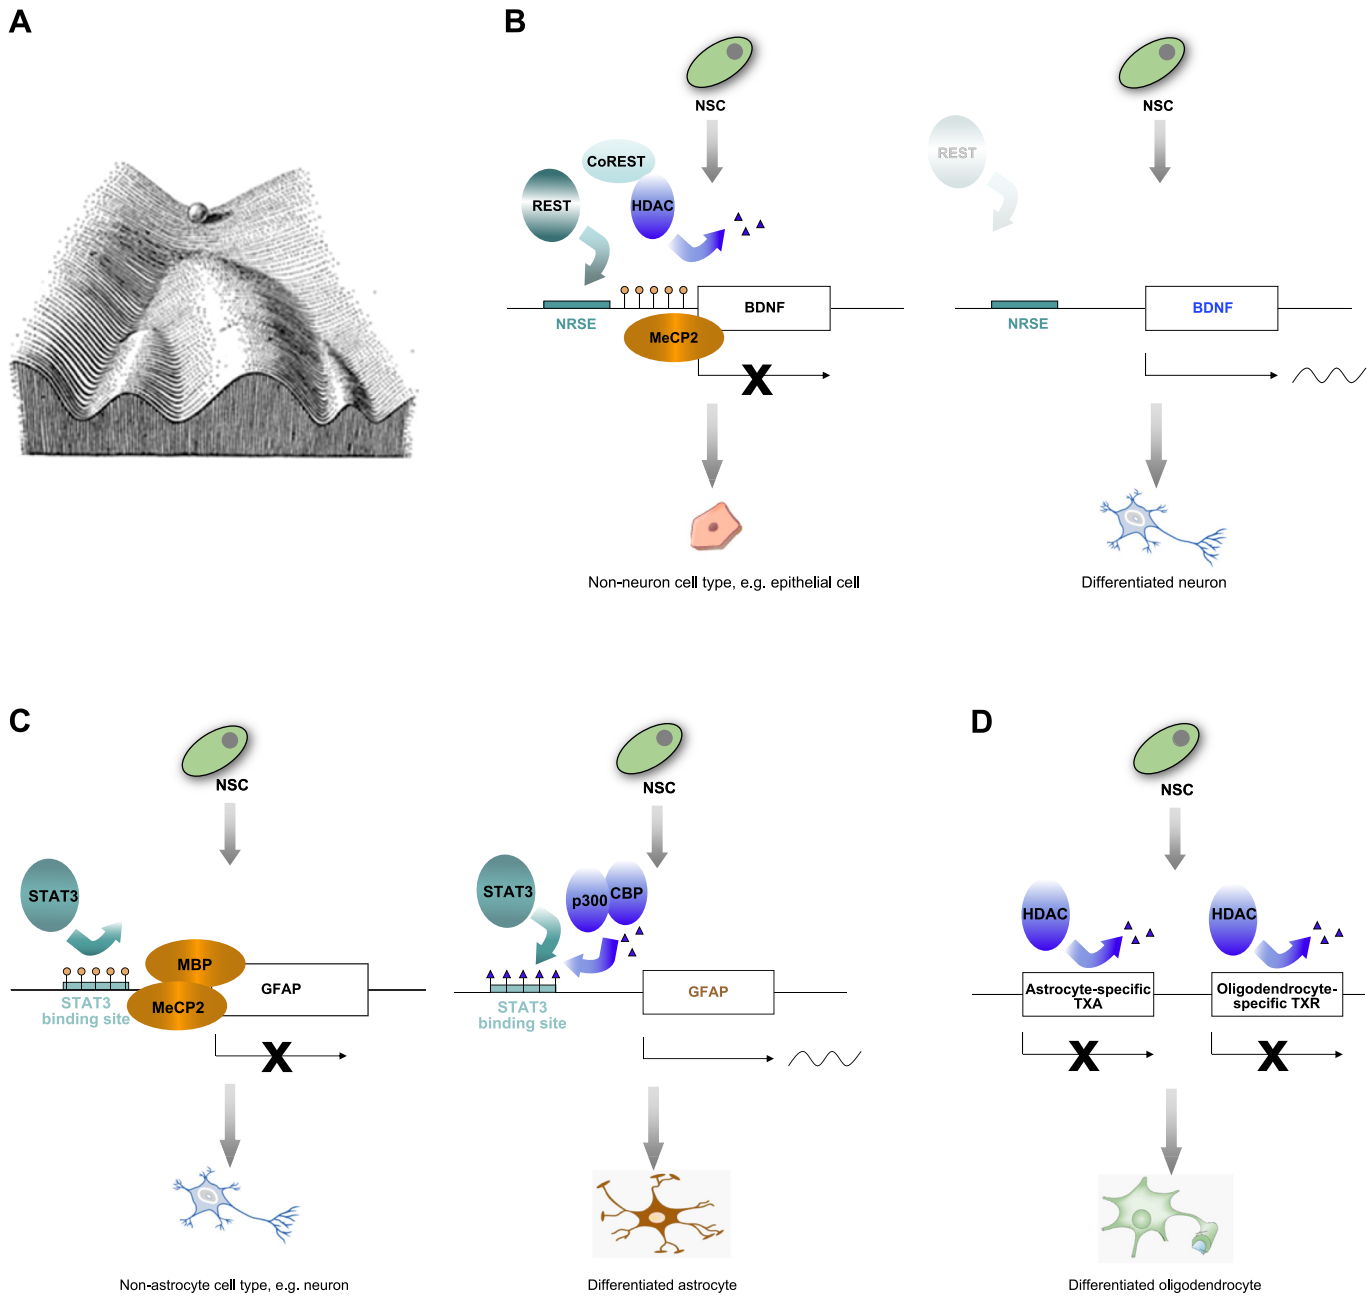 A
B
NSC
NSC
CoREST
REST
HDAC
REST
BDNF
NRSE
MeCP2
X
BDNF
NRSE
Non-neuron cell type, e.g. epithelial cell
Differentiated neuron
C
D
NSC
NSC
NSC
STAT3
MBP
GFAP
MeCP2
STAT3
binding site
X
STAT3
p300
CBP
GFAP
STAT3
binding site
HDAC
HDAC
Astrocyte-specific
TXA
Oligodendrocyte-
specific TXR
X
X
Non-astrocyte cell type, e.g. neuron
Differentiated astrocyte
Differentiated oligodendrocyte